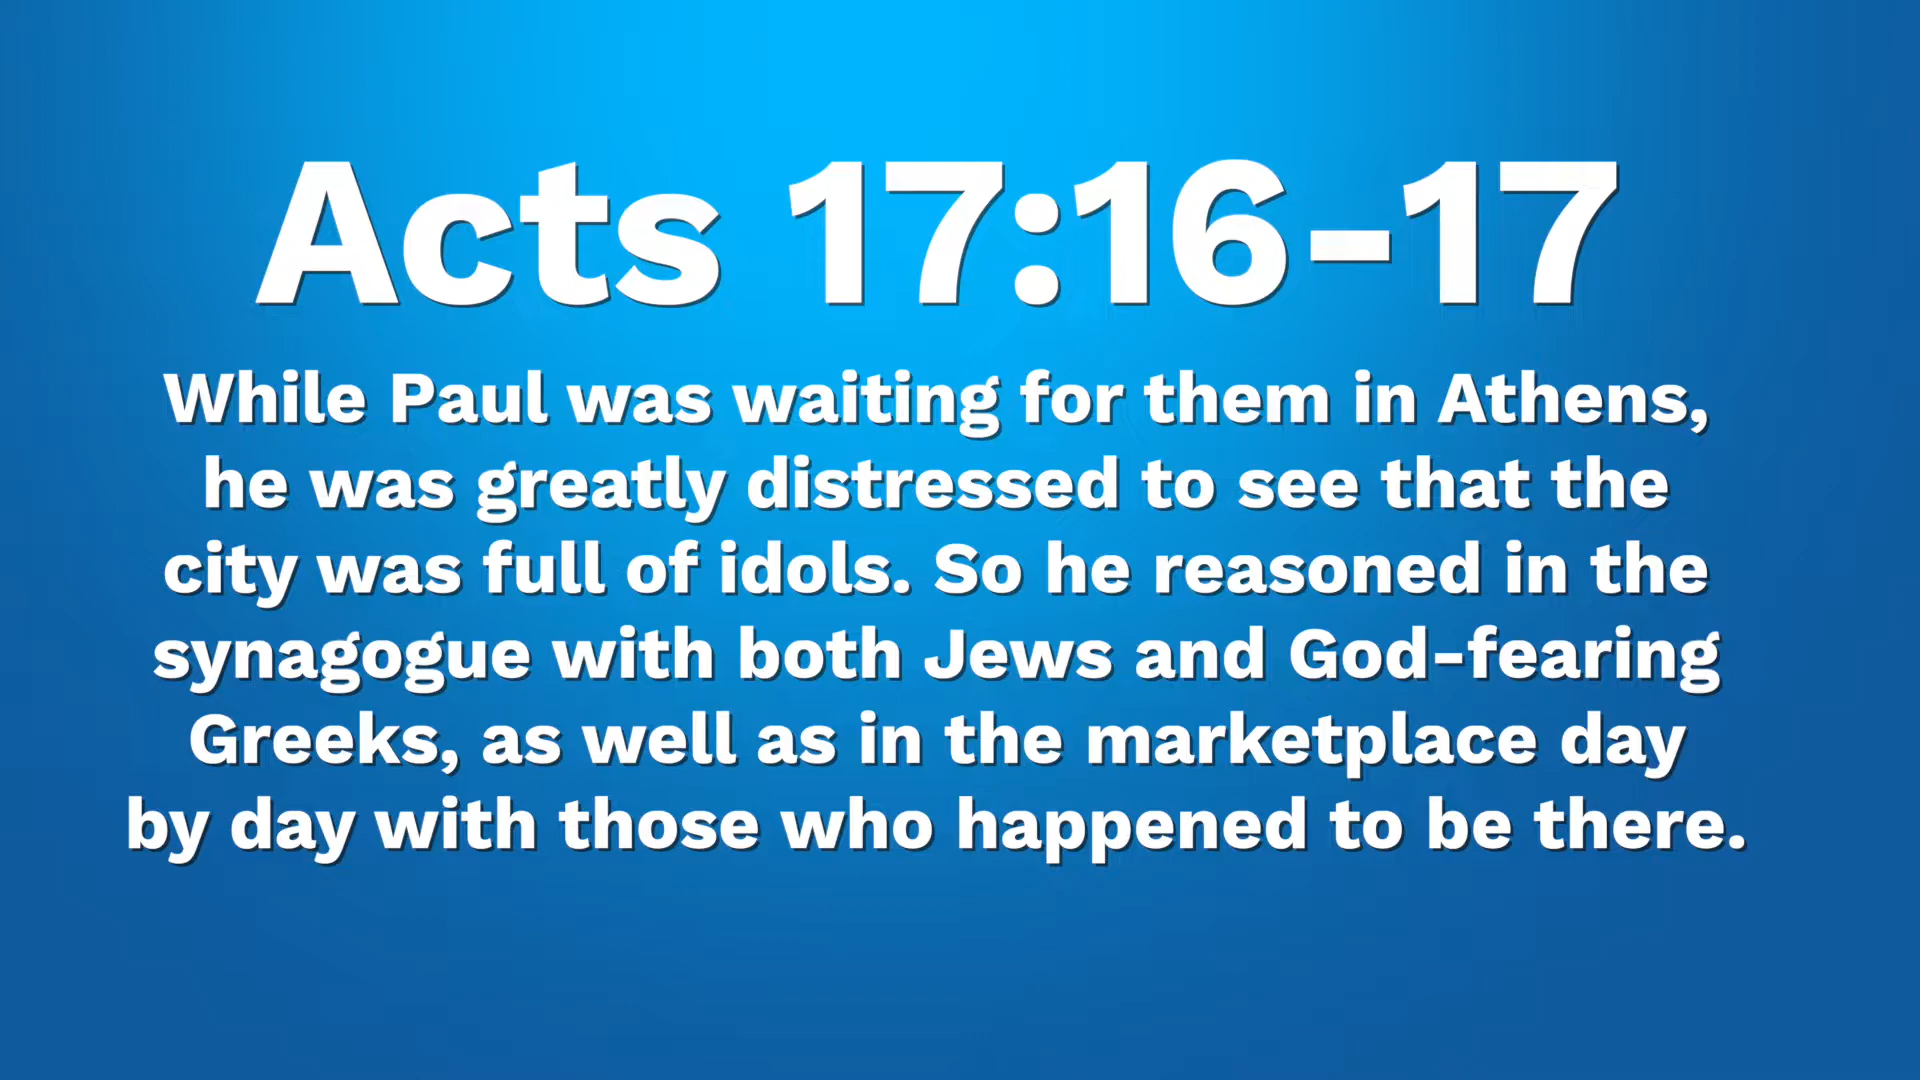 Acts 17:16-17
While Paul was waiting for them in Athens,
he was greatly distressed to see that the
city was full of idols. So he reasoned in the
synagogue with both Jews and God-fearing
Greeks, as well as in the marketplace day
by day with those who happened to be there.